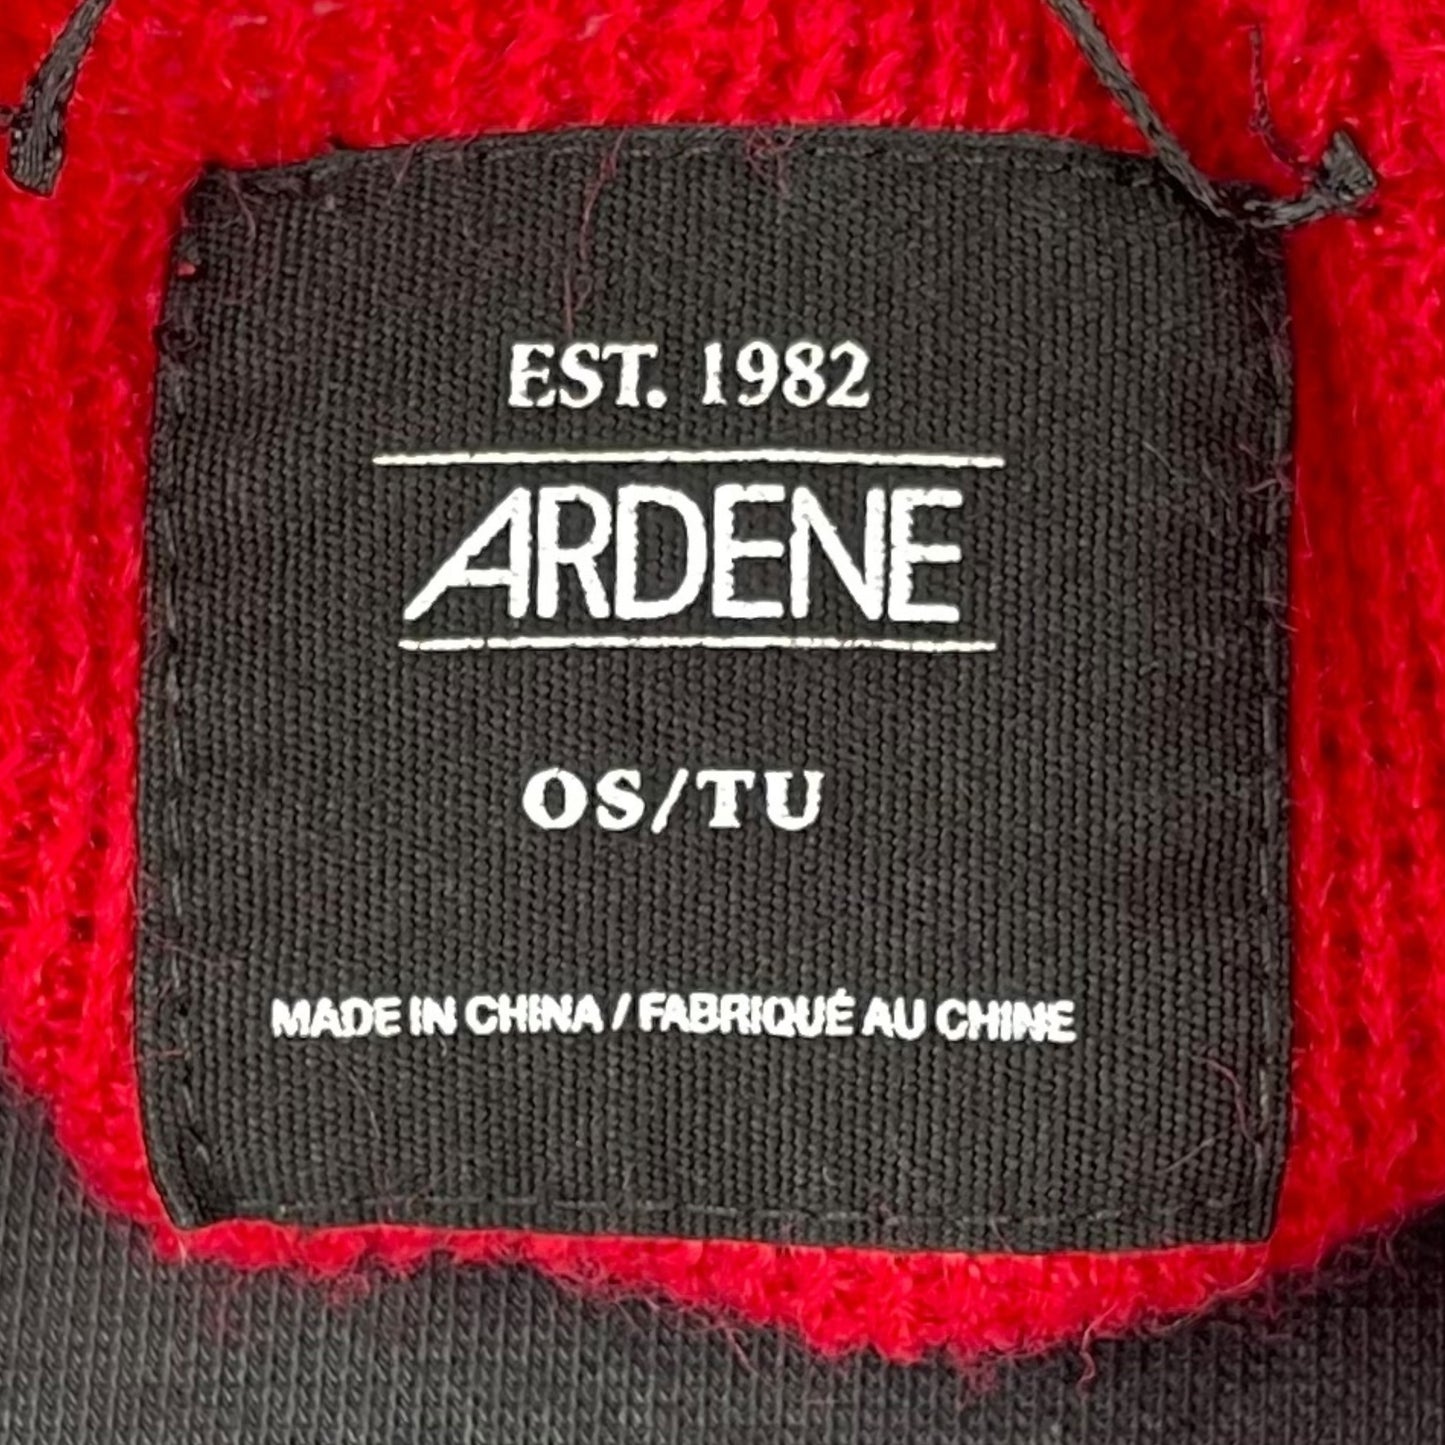 EST. 1982
ARDENE
OS/TU
MADE IN CHINA / FABRIQUÉ AU CHINE